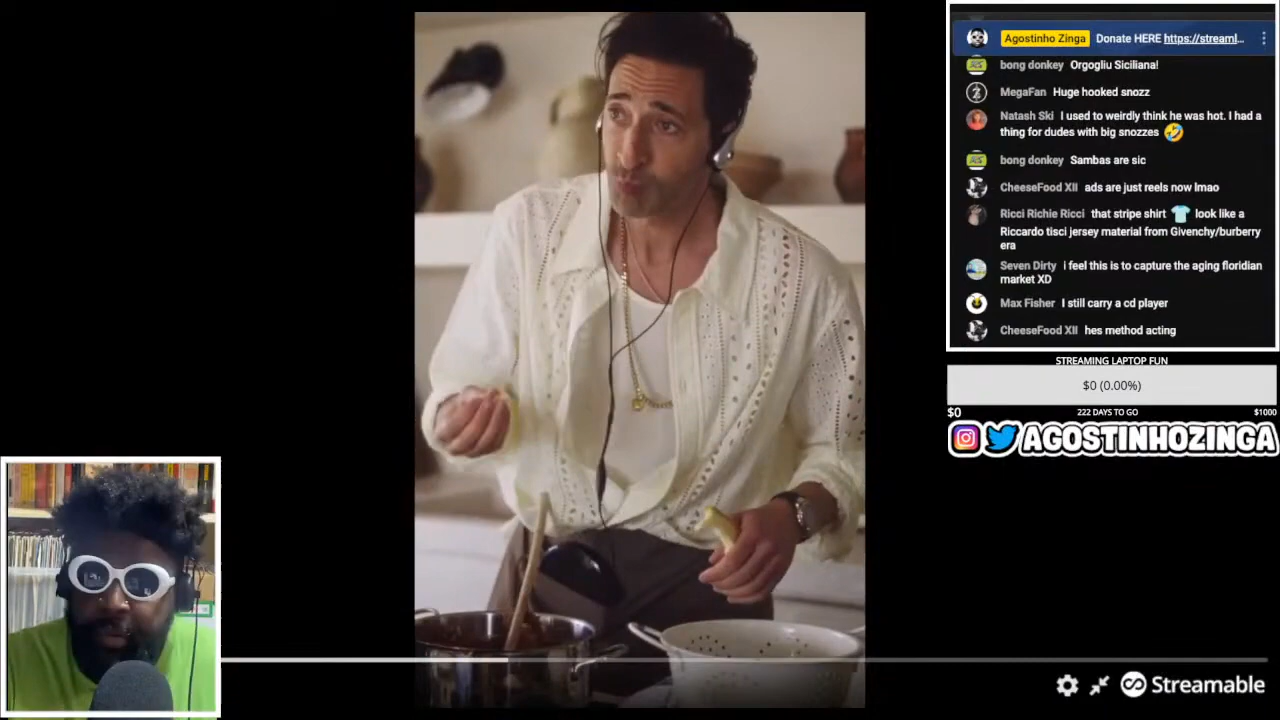 Agostinho Zinga Donate HERE https://streaml...
bong donkey Orgogliu Siciliana!
MegaFan Huge hooked snozz
Natash Ski I used to weirdly think he was hot. I had a
thing for dudes with big snozzes 🤣
bong donkey Sambas are sic
CheeseFood XII ads are just reels now lmao
Ricci Richie Ricci that stripe shirt 👕 look like a
Riccardo tisci jersey material from Givenchy/burberry
era
Seven Dirty i feel this is to capture the aging floridian
market XD
Max Fisher I still carry a cd player
CheeseFood XII hes method acting
STREAMING LAPTOP FUN
$0 (0.00%)
$0 222 DAYS TO GO $1000
AGOSTINHOZINGA
Streamable